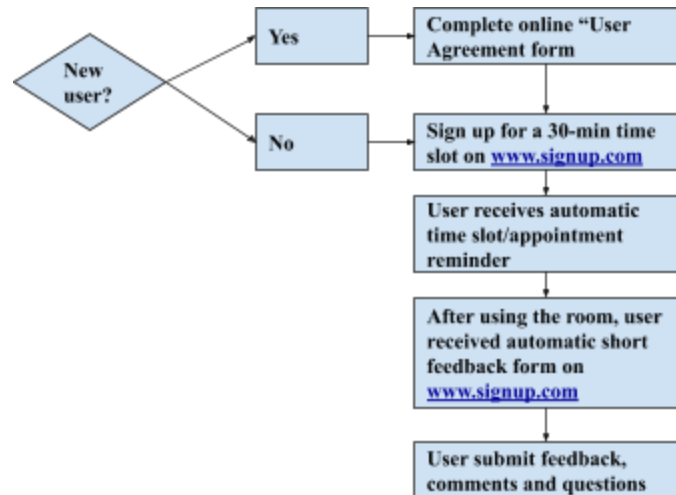 New
user?
Yes
No
Complete online “User
Agreement form
Sign up for a 30-min time
slot on www.signup.com
User receives automatic
time slot/appointment
reminder
After using the room, user
received automatic short
feedback form on
www.signup.com
User submit feedback,
comments and questions